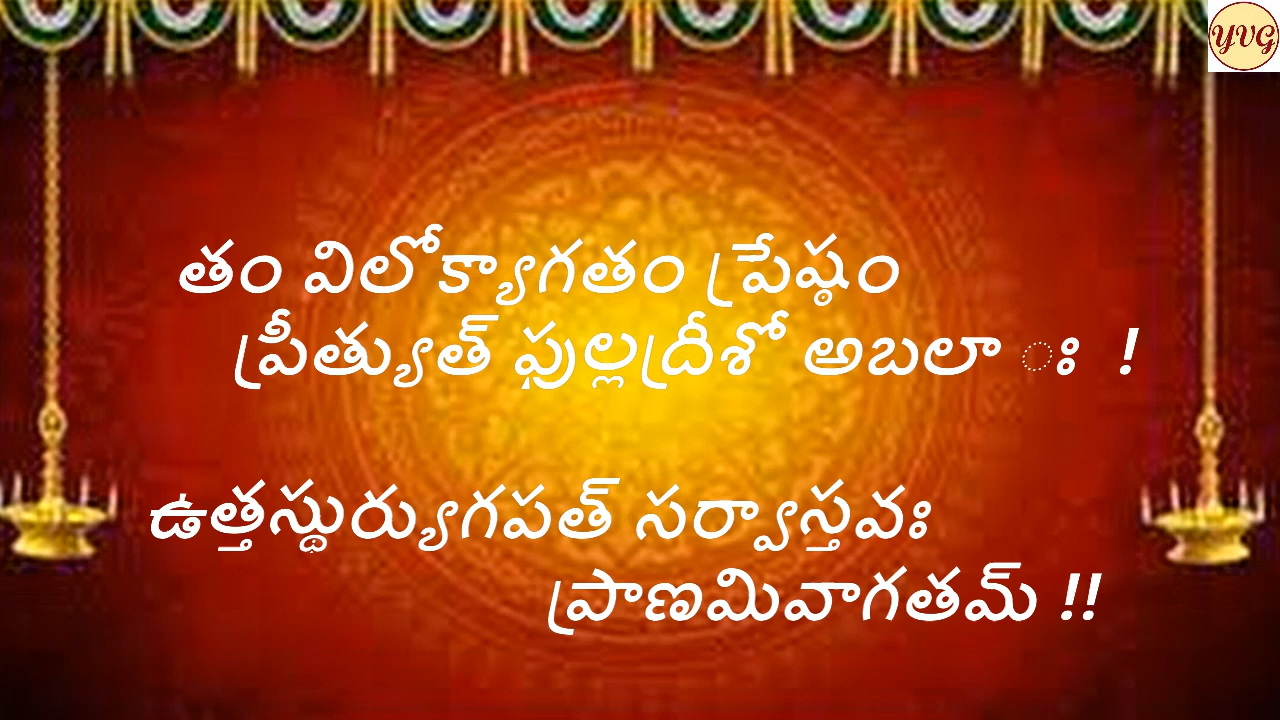 YVG
తం విలోక్యాగతం ప్రేష్ఠం
ప్రీత్యుత్ ఫుల్లద్రీశో అబలా ః !
ఉత్తస్థుర్యుగపత్ సర్వాస్తవః
ప్రాణమివాగతమ్ !!